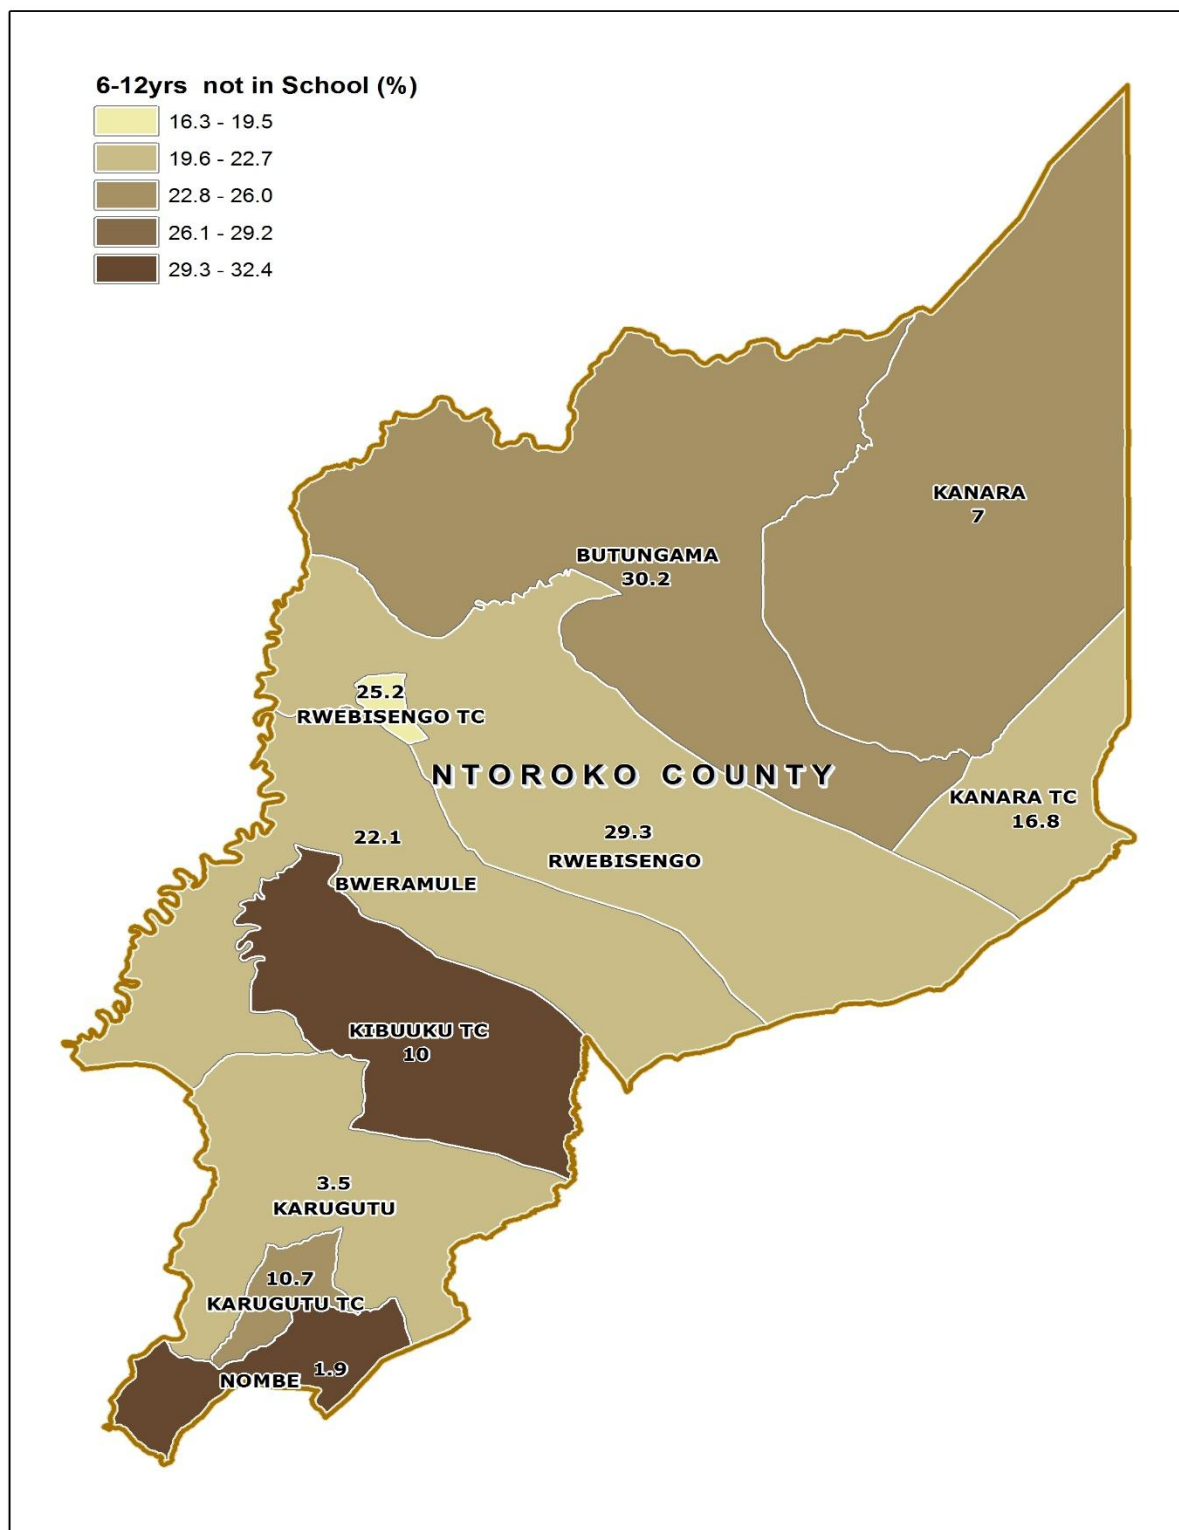 6-12yrs not in School (%)
16.3 - 19.5
19.6 - 22.7
22.8 - 26.0
26.1 - 29.2
29.3 - 32.4
KANARA
7
BUTUNGAMA
30.2
25.2
RWEBISENGO TC
NTOROKO COUNTY
KANARA TC
16.8
29.3
RWEBISENGO
22.1
BWERAMULE
KIBUUKU TC
10
3.5
KARUGUTU
10.7
KARUGUTU TC
1.9
NOMBE